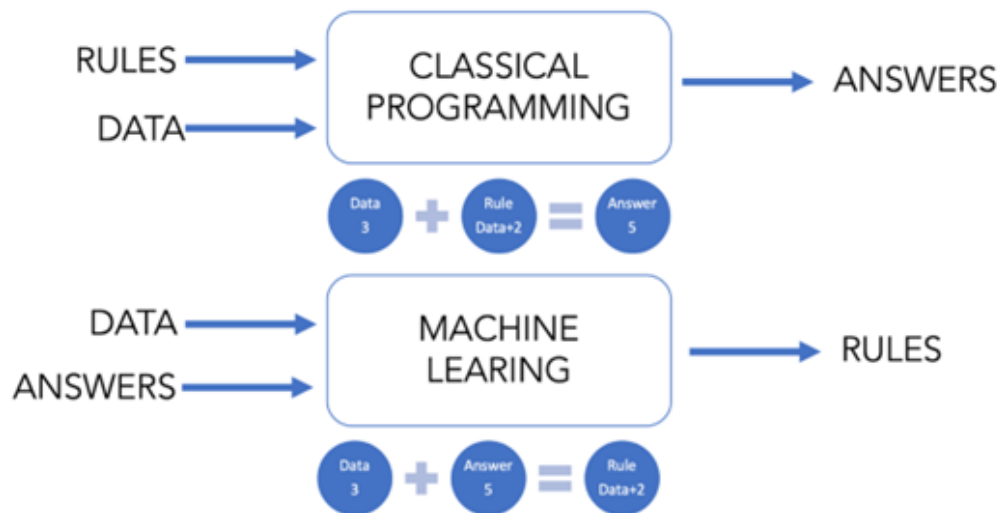 RULES
DATA
CLASSICAL
PROGRAMMING
ANSWERS
Data
3
Rule
Data+2
Answer
5
DATA
ANSWERS
MACHINE
LEARING
RULES
Data
3
Answer
5
Rule
Data+2